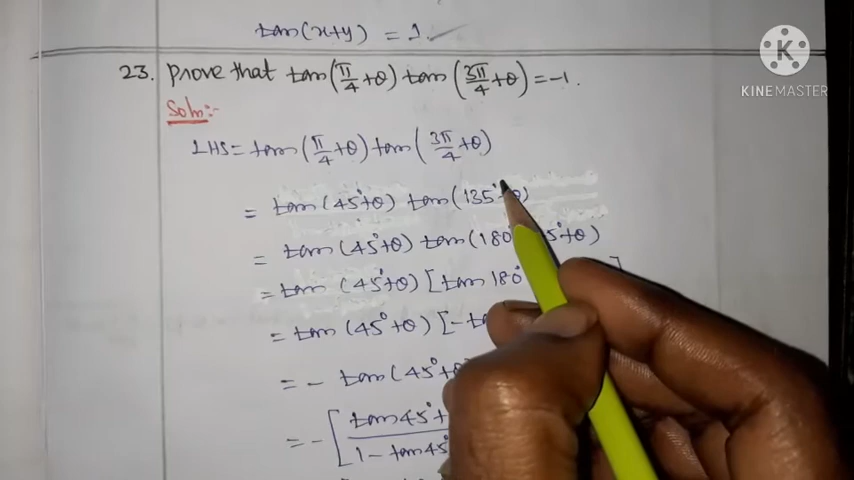 tan(x+y) = 1.
23. Prove that tan(π/4+θ) tan(3π/4+θ) = -1.
Soln:-
LHS = tan(π/4+θ) tan(3π/4+θ)
= tan(45°+θ) tan(135°+θ)
= tan(45°+θ) tan(180° 5°+θ)
= tan(45°+θ) [tan 180° ]
= tan(45°+θ) [-ta
= - tan(45°+θ
= -[ tan45°+
1 - tan45°
K
KINEMASTER